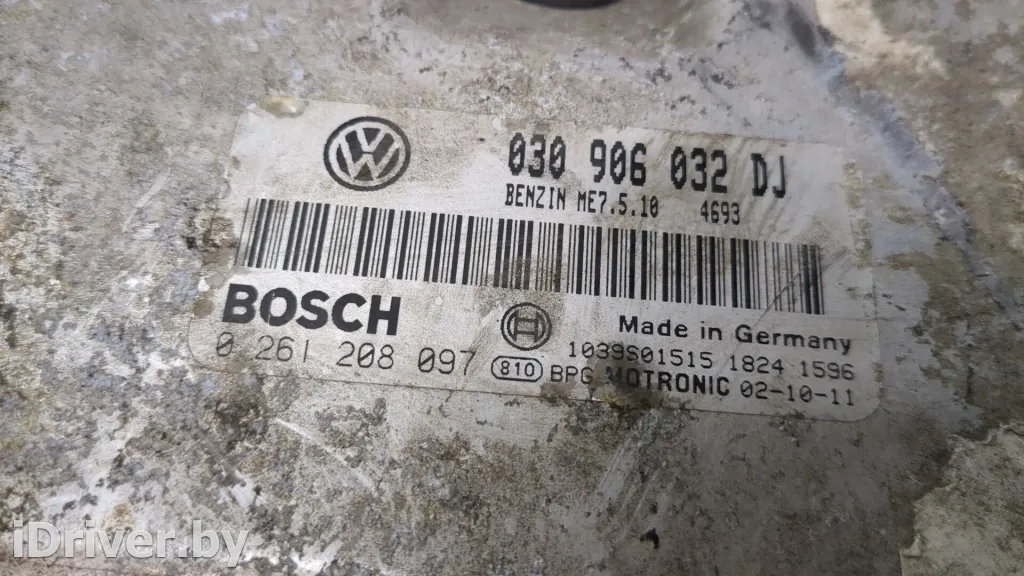 030 906 032 DJ
BENZIN ME7.5.10 4693
BOSCH
Made in Germany
0 261 208 097
1039S01515 1824 1596
810 BPG MOTRONIC 02-10-11
iDriver.by